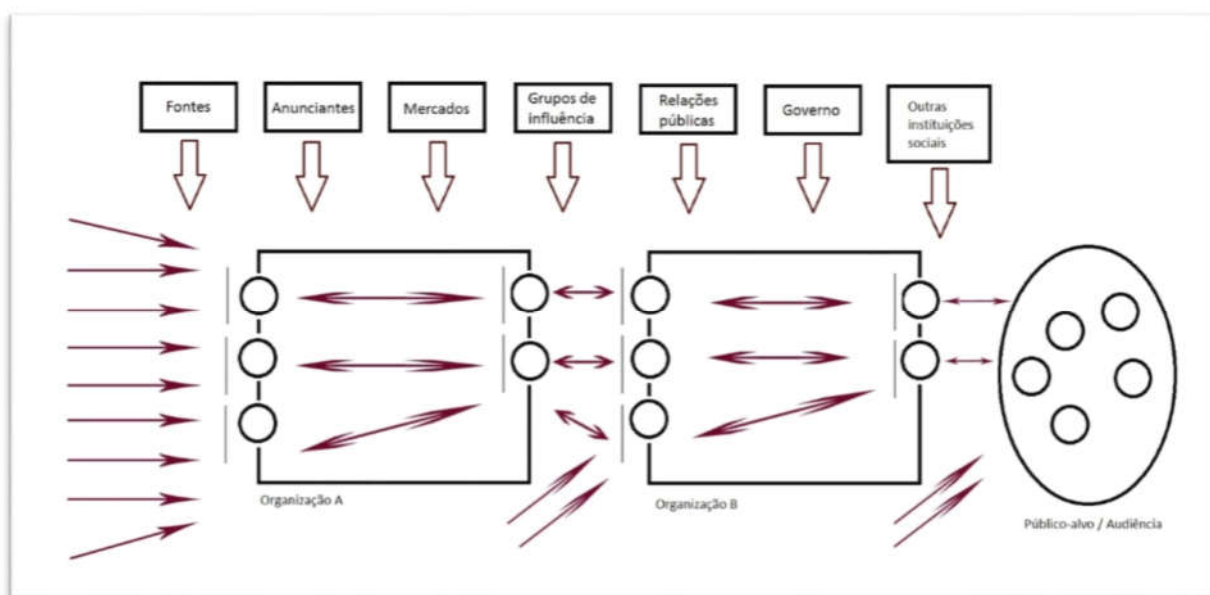 Fontes
Anunciantes
Mercados
Grupos de
influência
Relações
públicas
Governo
Outras
instituições
sociais
Organização A
Organização B
Público-alvo / Audiência